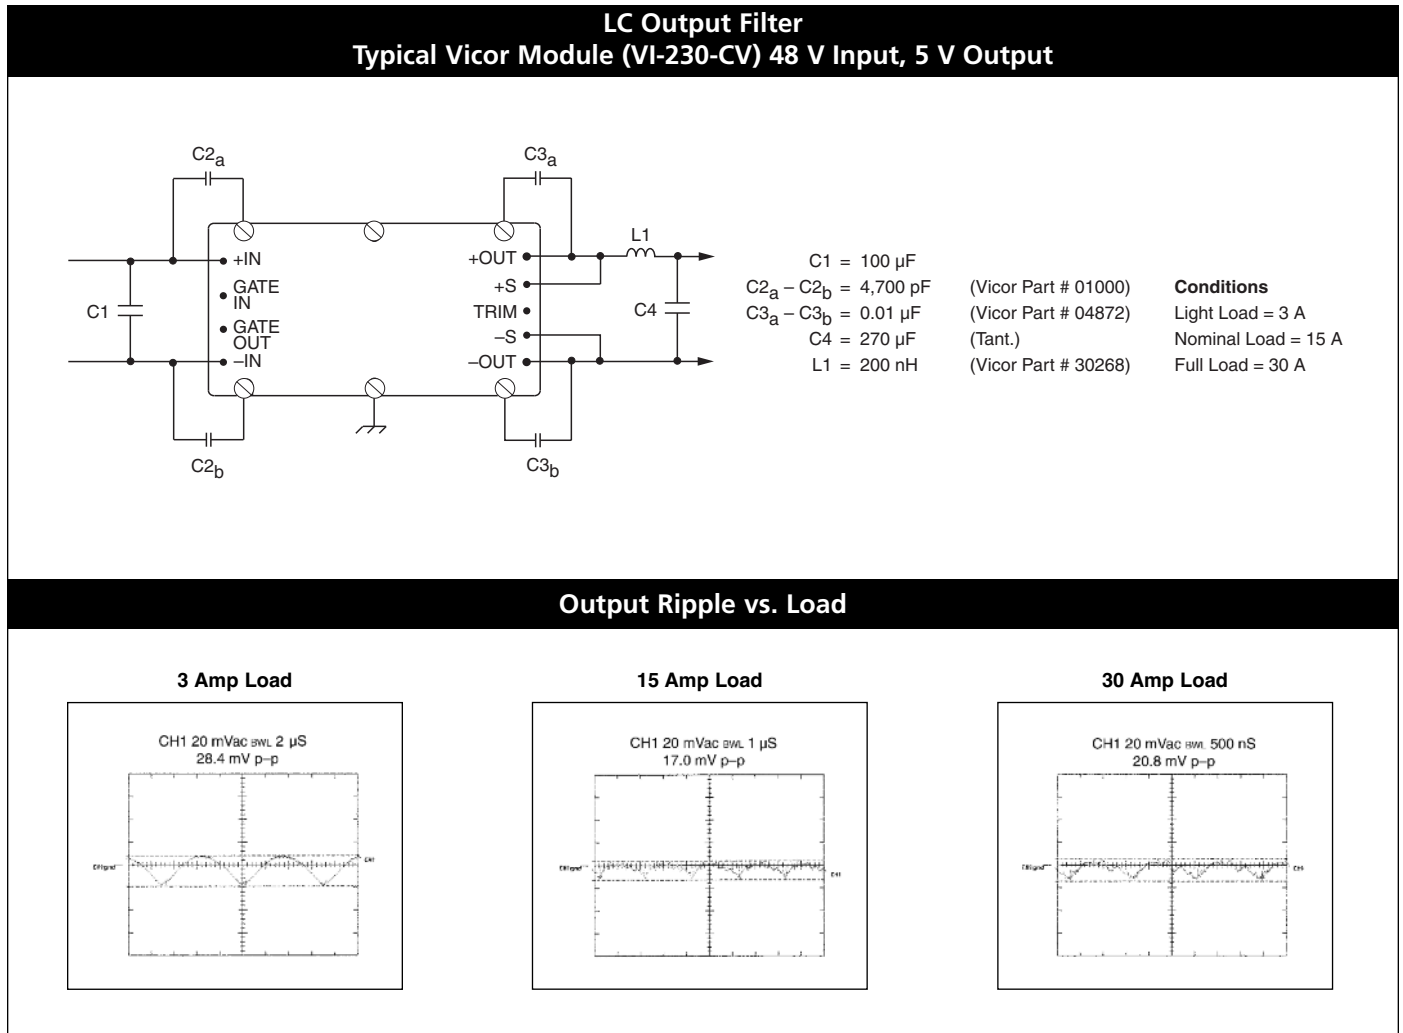 LC Output Filter
Typical Vicor Module (VI-230-CV) 48 V Input, 5 V Output
C2a
C3a
L1
+IN
+OUT
GATE
IN
+S
C1
TRIM
C4
GATE
OUT
–S
–IN
–OUT
C2b
C3b
C1 = 100 µF
C2a – C2b = 4,700 pF (Vicor Part # 01000)
C3a – C3b = 0.01 µF (Vicor Part # 04872)
C4 = 270 µF (Tant.)
L1 = 200 nH (Vicor Part # 30268)
Conditions
Light Load = 3 A
Nominal Load = 15 A
Full Load = 30 A
Output Ripple vs. Load
3 Amp Load
CH1 20 mVac BWL 2 µS
28.4 mV p–p
15 Amp Load
CH1 20 mVac BWL 1 µS
17.0 mV p–p
30 Amp Load
CH1 20 mVac BWL 500 nS
20.8 mV p–p